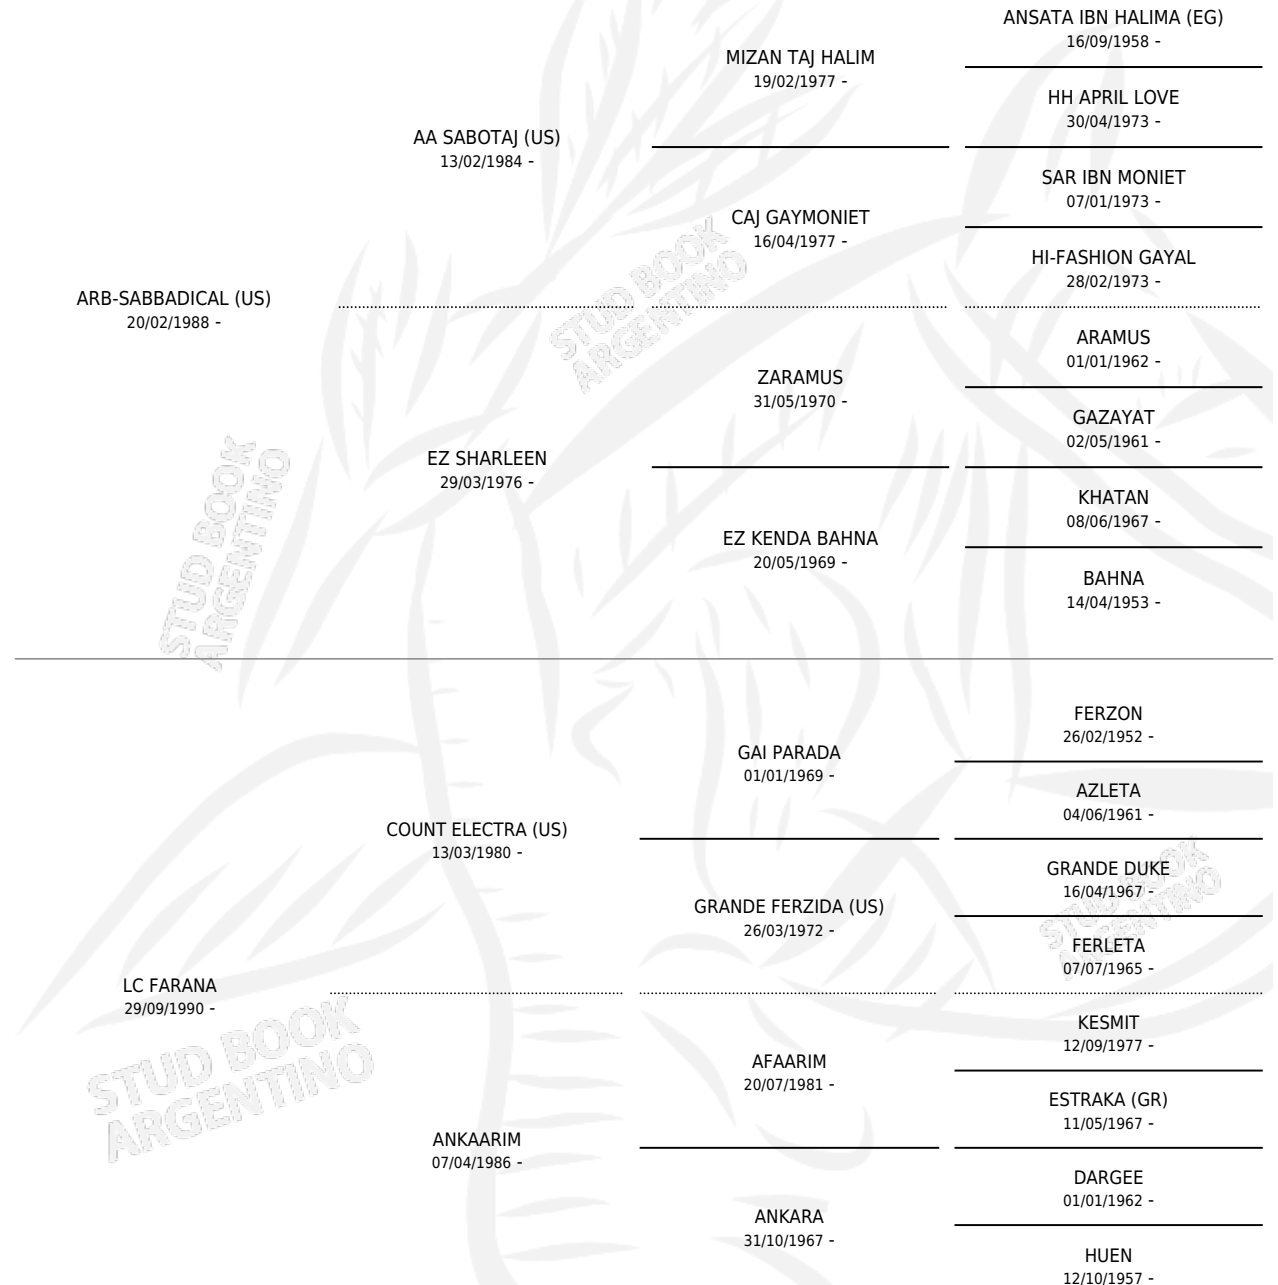 ANSATA IBN HALIMA (EG)
16/09/1958 -
MIZAN TAJ HALIM
19/02/1977 -
HH APRIL LOVE
30/04/1973 -
AA SABOTAJ (US)
13/02/1984 -
SAR IBN MONIET
07/01/1973 -
CAJ GAYMONIET
16/04/1977 -
HI-FASHION GAYAL
28/02/1973 -
ARB-SABBADICAL (US)
20/02/1988 -
ARAMUS
01/01/1962 -
ZARAMUS
31/05/1970 -
GAZAYAT
02/05/1961 -
EZ SHARLEEN
29/03/1976 -
KHATAN
08/06/1967 -
EZ KENDA BAHNA
20/05/1969 -
BAHNA
14/04/1953 -
STUD BOOK
ARGENTINO
STUD BOOK
ARGENTINO
FERZON
26/02/1952 -
GAI PARADA
01/01/1969 -
AZLETA
04/06/1961 -
COUNT ELECTRA (US)
13/03/1980 -
GRANDE DUKE
16/04/1967 -
GRANDE FERZIDA (US)
26/03/1972 -
FERLETA
07/07/1965 -
LC FARANA
29/09/1990 -
KESMIT
12/09/1977 -
AFAARIM
20/07/1981 -
ESTRAKA (GR)
11/05/1967 -
ANKAARIM
07/04/1986 -
DARGEE
01/01/1962 -
ANKARA
31/10/1967 -
HUEN
12/10/1957 -
STUD BOOK
ARGENTINO
STUD BOOK
ARGENTINO